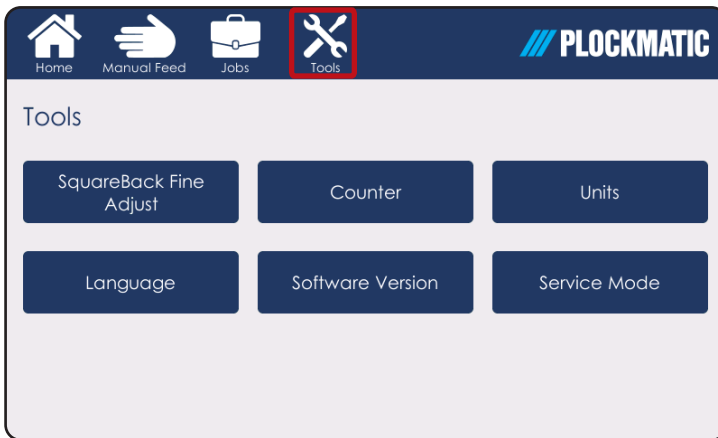 Home Manual Feed Jobs Tools PLOCKMATIC
Tools
SquareBack Fine
Adjust
Counter
Units
Language
Software Version
Service Mode